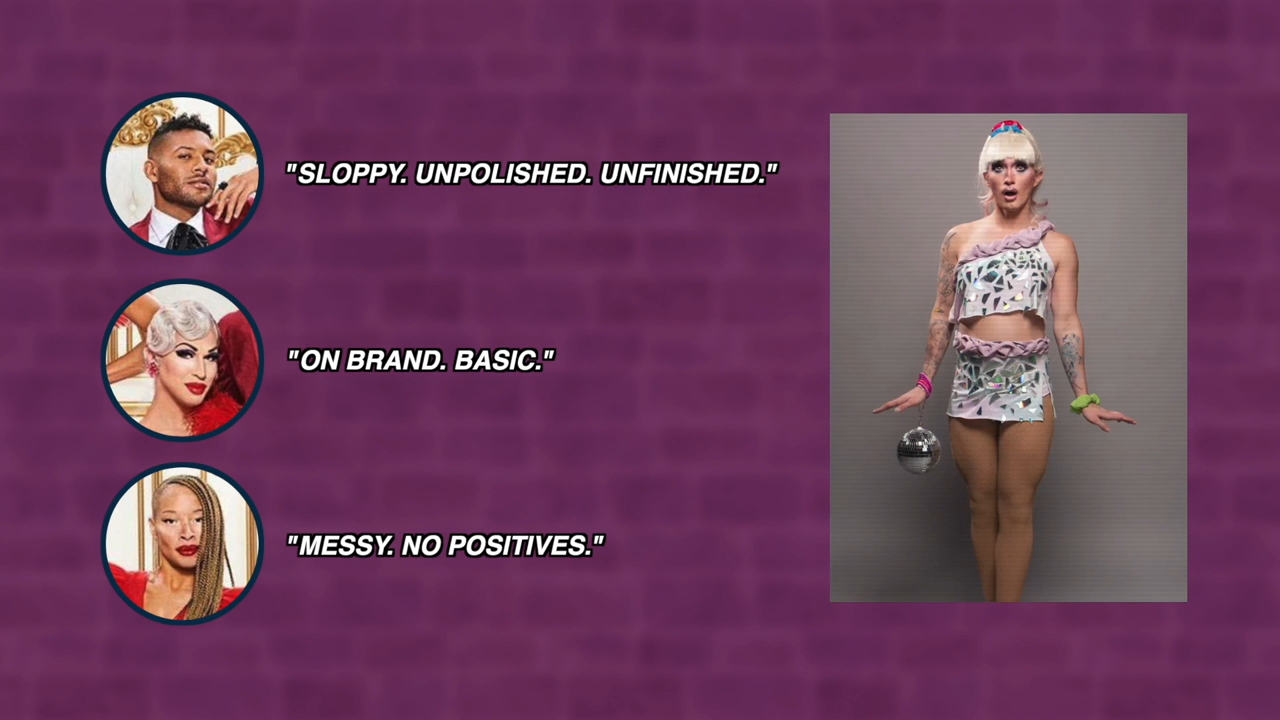 "SLOPPY. UNPOLISHED. UNFINISHED."
"ON BRAND. BASIC."
"MESSY. NO POSITIVES."